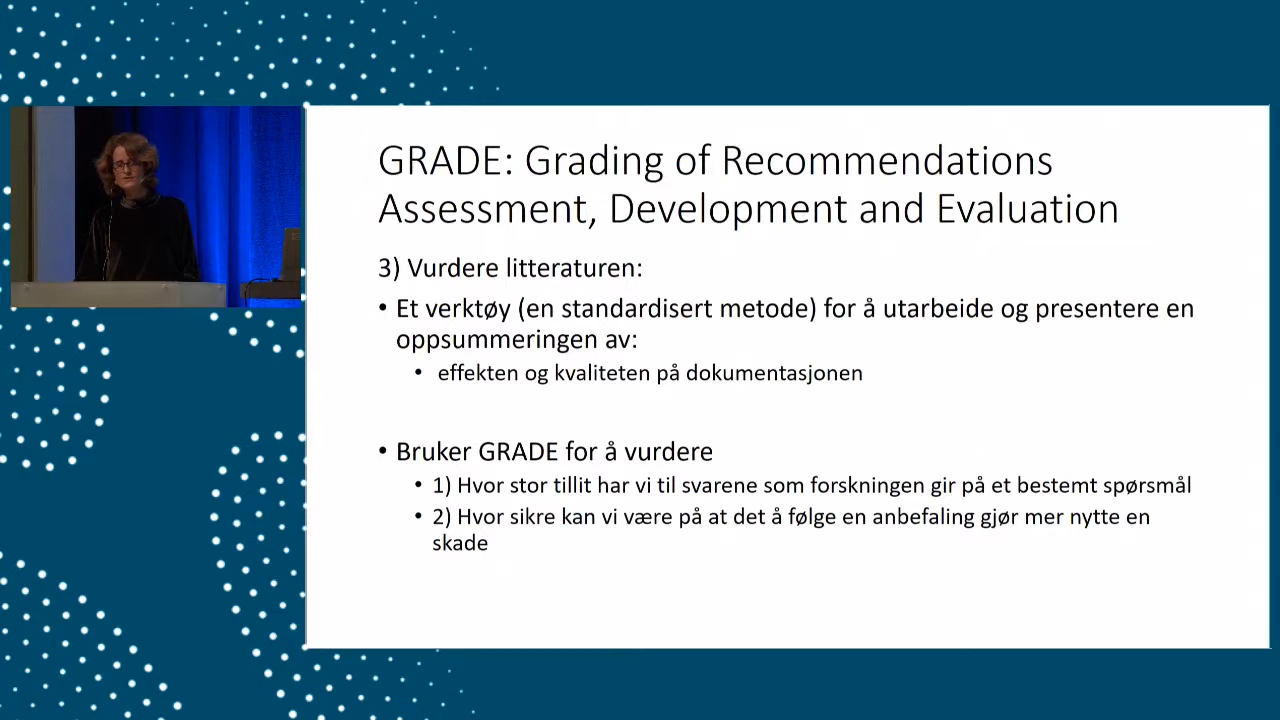 GRADE: Grading of Recommendations
Assessment, Development and Evaluation
3) Vurdere litteraturen:
• Et verktøy (en standardisert metode) for å utarbeide og presentere en
oppsummeringen av:
• effekten og kvaliteten på dokumentasjonen
• Bruker GRADE for å vurdere
• 1) Hvor stor tillit har vi til svarene som forskningen gir på et bestemt spørsmål
• 2) Hvor sikre kan vi være på at det å følge en anbefaling gjør mer nytte en
skade